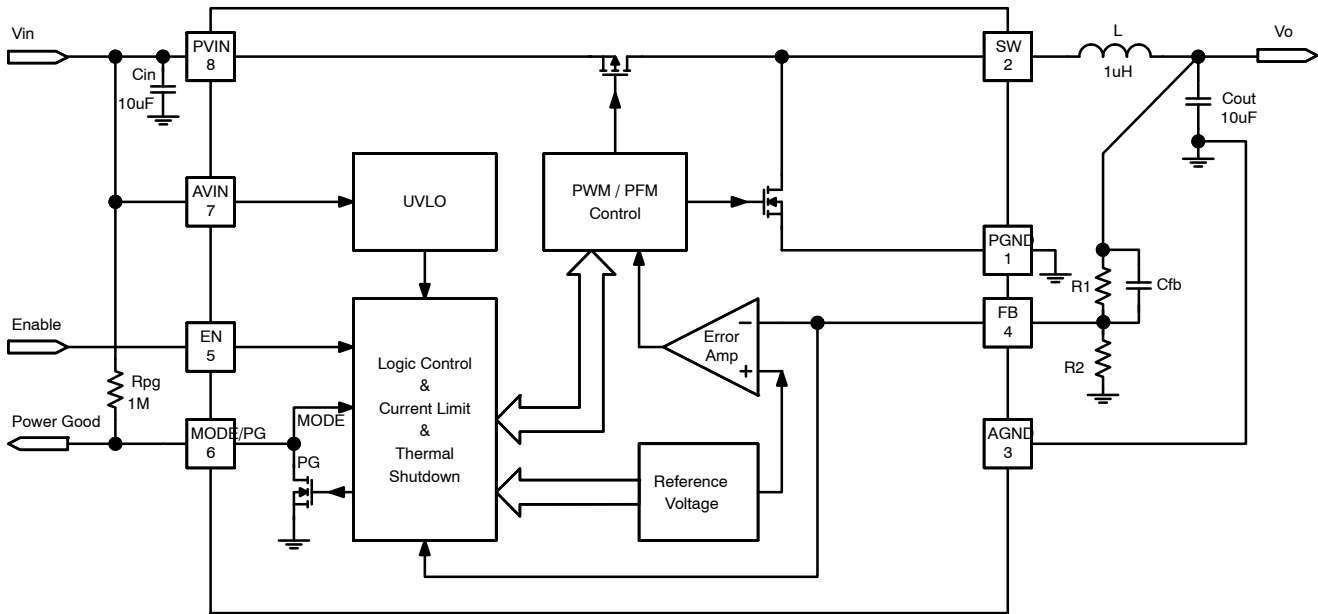 Vin
PVIN
8
Cin
10uF
SW
2
L
1uH
Vo
Cout
10uF
AVIN
7
UVLO
PWM / PFM
Control
PGND
1
R1
Cfb
Enable
EN
5
FB
4
Error
Amp
−
+
R2
Rpg
1M
Logic Control
&
Current Limit
&
Thermal
Shutdown
Power Good
MODE/PG
6
MODE
PG
AGND
3
Reference
Voltage